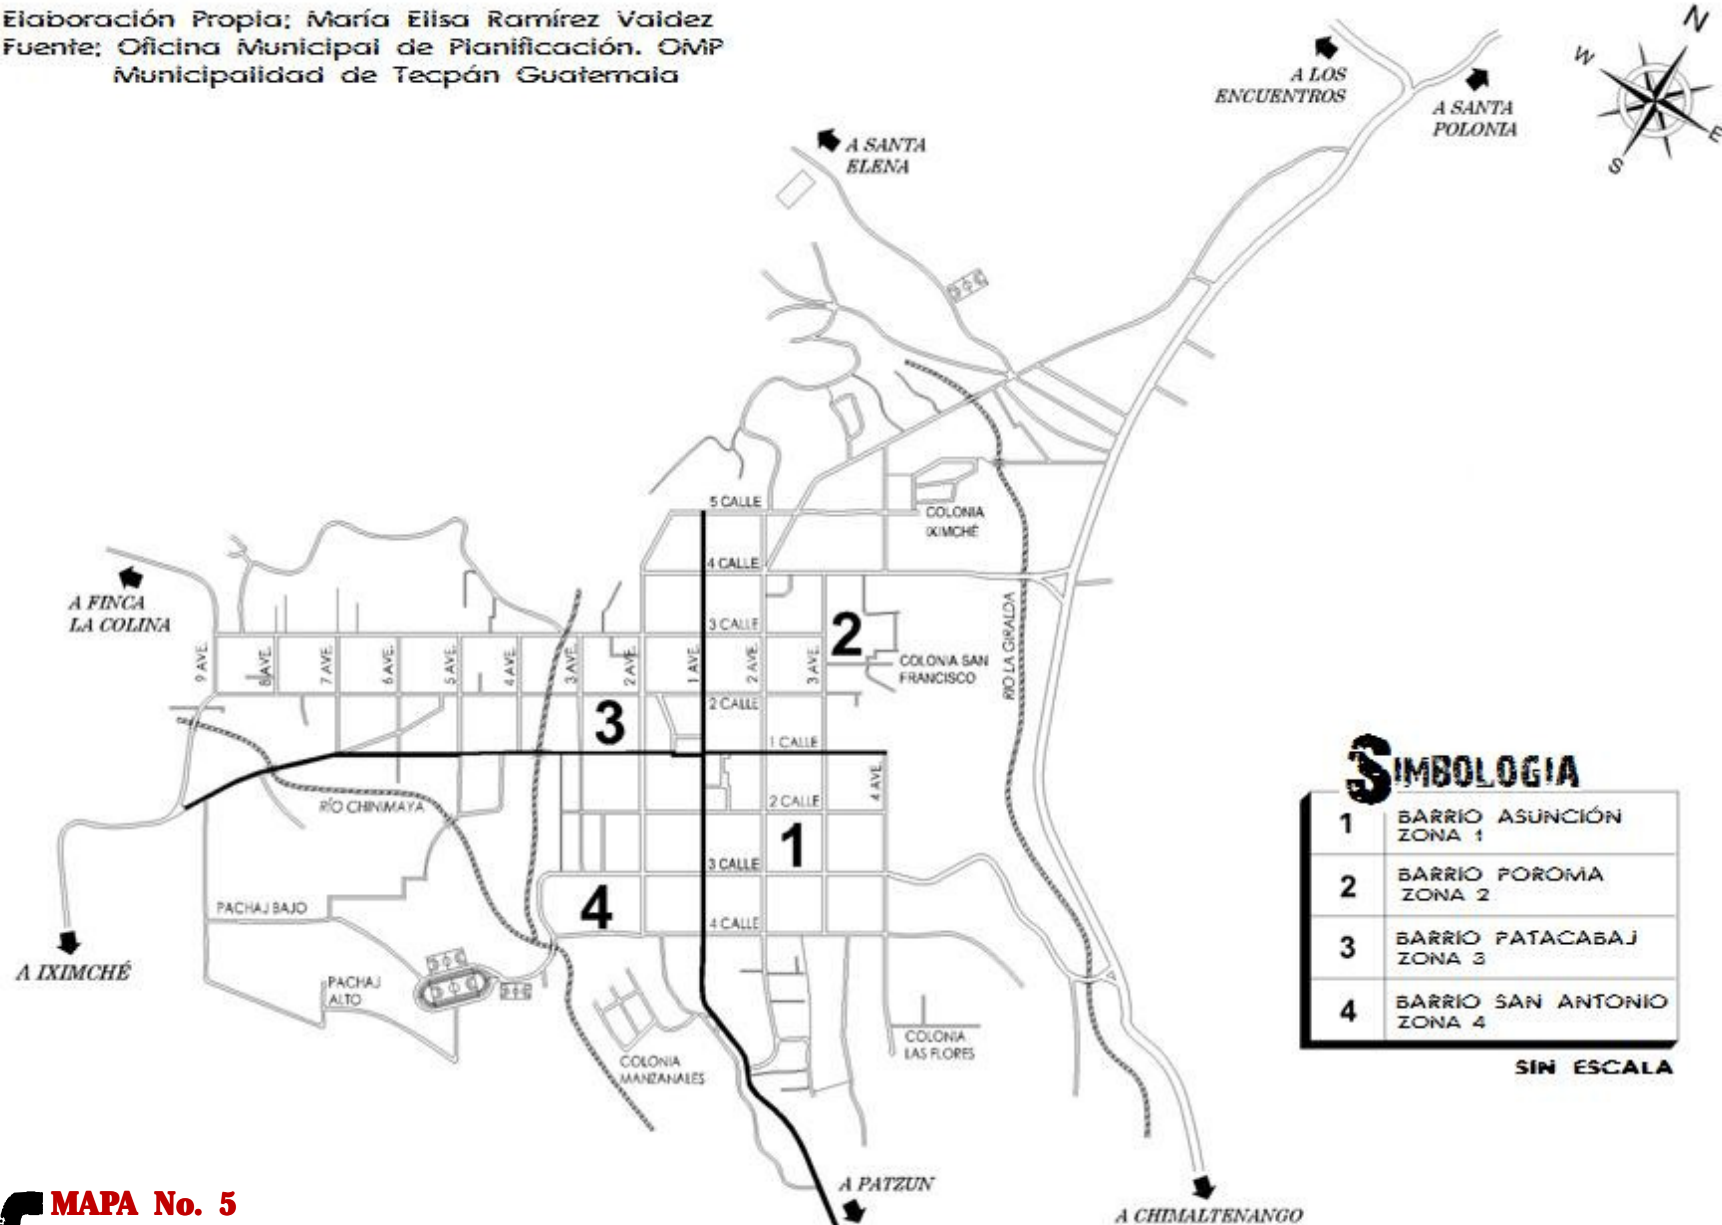 Elaboración Propia; María Elisa Ramírez Valdez
Fuente; Oficina Municipal de Planificación. OMP
Municipalidad de Tecpán Guatemala
N
W
E
S
A LOS
ENCUENTROS
A SANTA
POLONIA
A SANTA
ELENA
5 CALLE
COLONIA
IXIMCHÉ
4 CALLE
A FINCA
LA COLINA
3 CALLE
2
9 AVE.
8 AVE.
7 AVE.
6 AVE.
5 AVE.
4 AVE.
3 AVE.
2 AVE.
1 AVE.
2 AVE.
3 AVE.
COLONIA SAN
FRANCISCO
RÍO LA GIRALDA
3
2 CALLE
1 CALLE
4 AVE.
2 CALLE
RÍO CHINMAYA
1
3 CALLE
4
4 CALLE
PACHAJ BAJO
A IXIMCHÉ
PACHAJ
ALTO
COLONIA
MANZANALES
COLONIA
LAS FLORES
A PATZUN
A CHIMALTENANGO
SIMBOLOGIA
1 BARRIO ASUNCIÓN
ZONA 1
2 BARRIO POROMA
ZONA 2
3 BARRIO PATACABAJ
ZONA 3
4 BARRIO SAN ANTONIO
ZONA 4
SIN ESCALA
MAPA No. 5